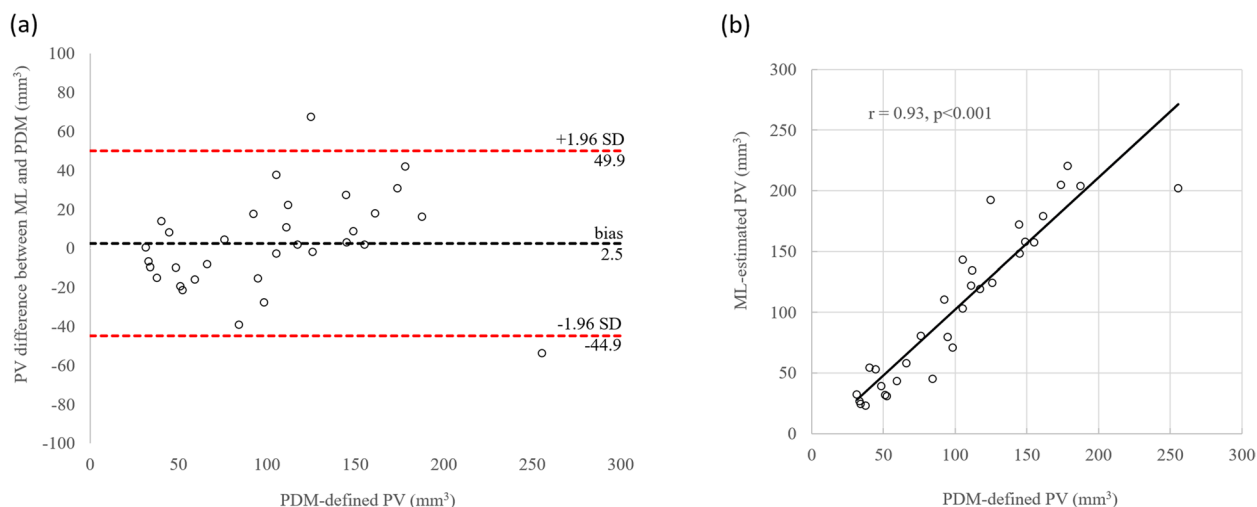 (a)
PV difference between ML and PDM (mm³)
100
80
60
40
20
0
-20
-40
-60
-80
-100
+1.96 SD
49.9
bias
2.5
-1.96 SD
-44.9
0 50 100 150 200 250 300
PDM-defined PV (mm³)
(b)
ML-estimated PV (mm³)
300
250
200
150
100
50
0
r = 0.93, p<0.001
0 50 100 150 200 250 300
PDM-defined PV (mm³)